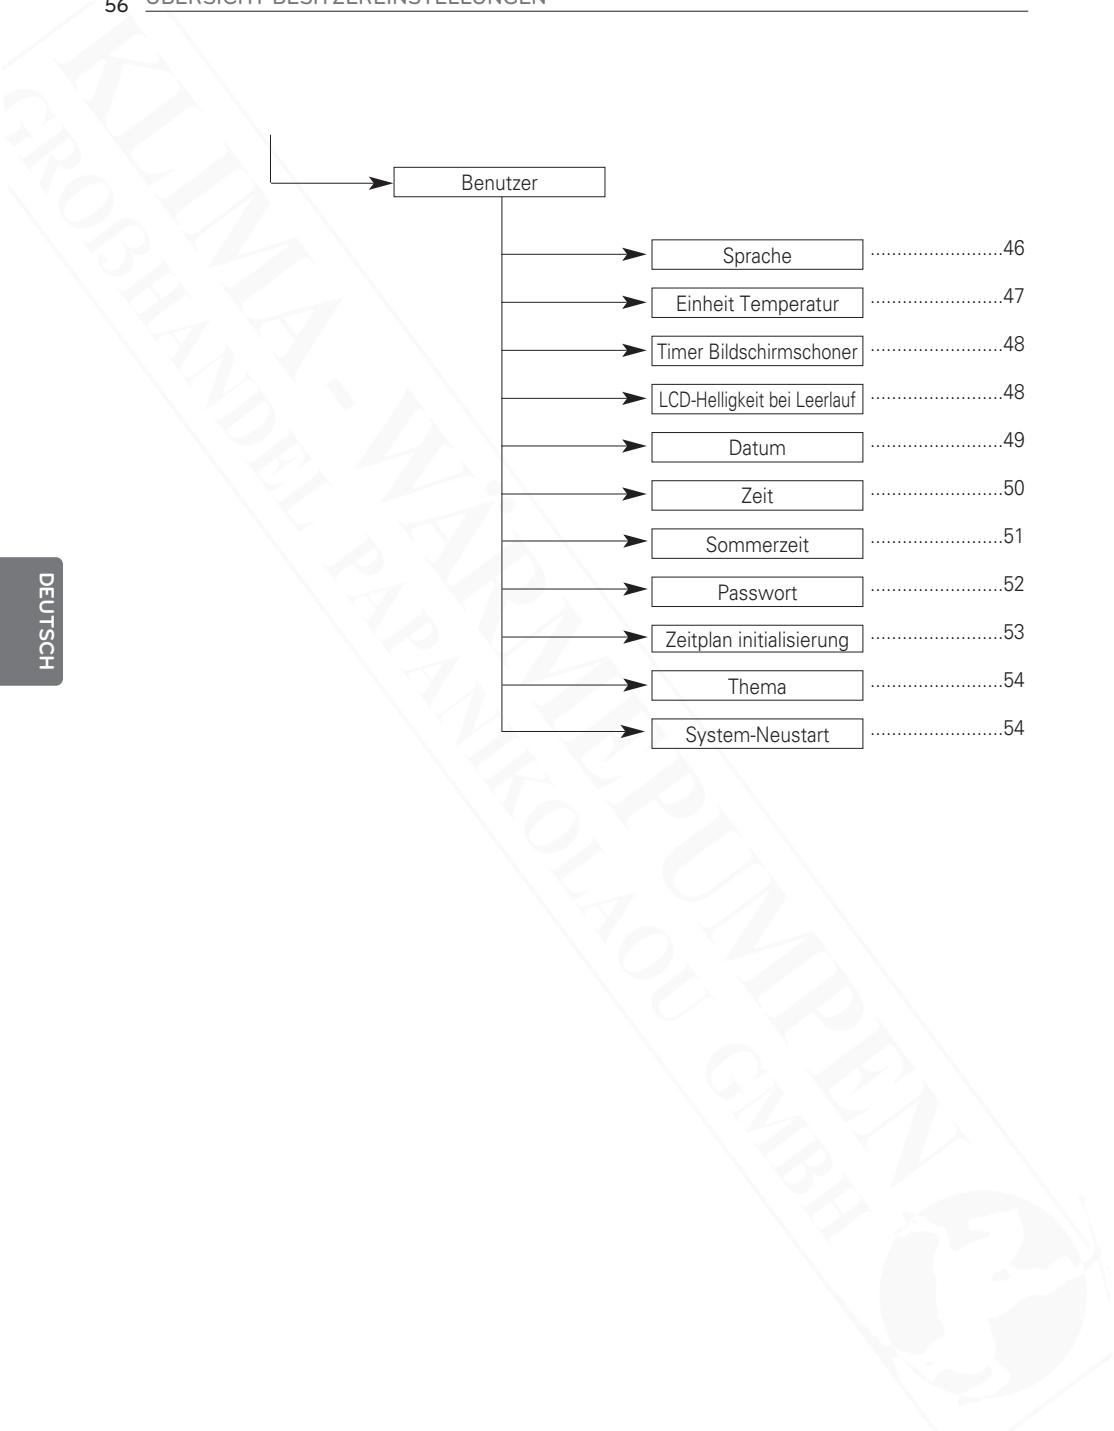 56 ÜBERSICHT BESITZEREINSTELLUNGEN
Benutzer
Sprache .........................46
Einheit Temperatur .........................47
Timer Bildschirmschoner .........................48
LCD-Helligkeit bei Leerlauf .........................48
Datum .........................49
Zeit .........................50
Sommerzeit .........................51
Passwort .........................52
Zeitplan initialisierung .........................53
Thema .........................54
System-Neustart .........................54
DEUTSCH
KLIMA - WÄRMEPUMPEN
GROßHANDEL PAPANIKOLAOU GMBH